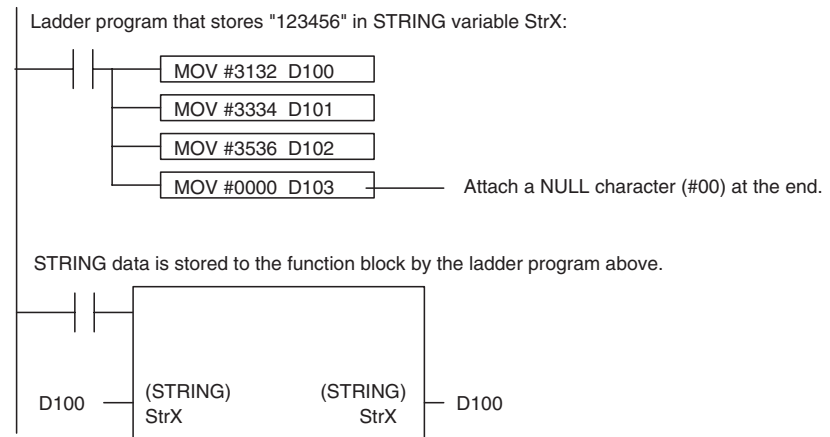 Ladder program that stores "123456" in STRING variable StrX:
MOV #3132 D100
MOV #3334 D101
MOV #3536 D102
MOV #0000 D103
Attach a NULL character (#00) at the end.
STRING data is stored to the function block by the ladder program above.
D100
(STRING)
StrX
(STRING)
StrX
D100